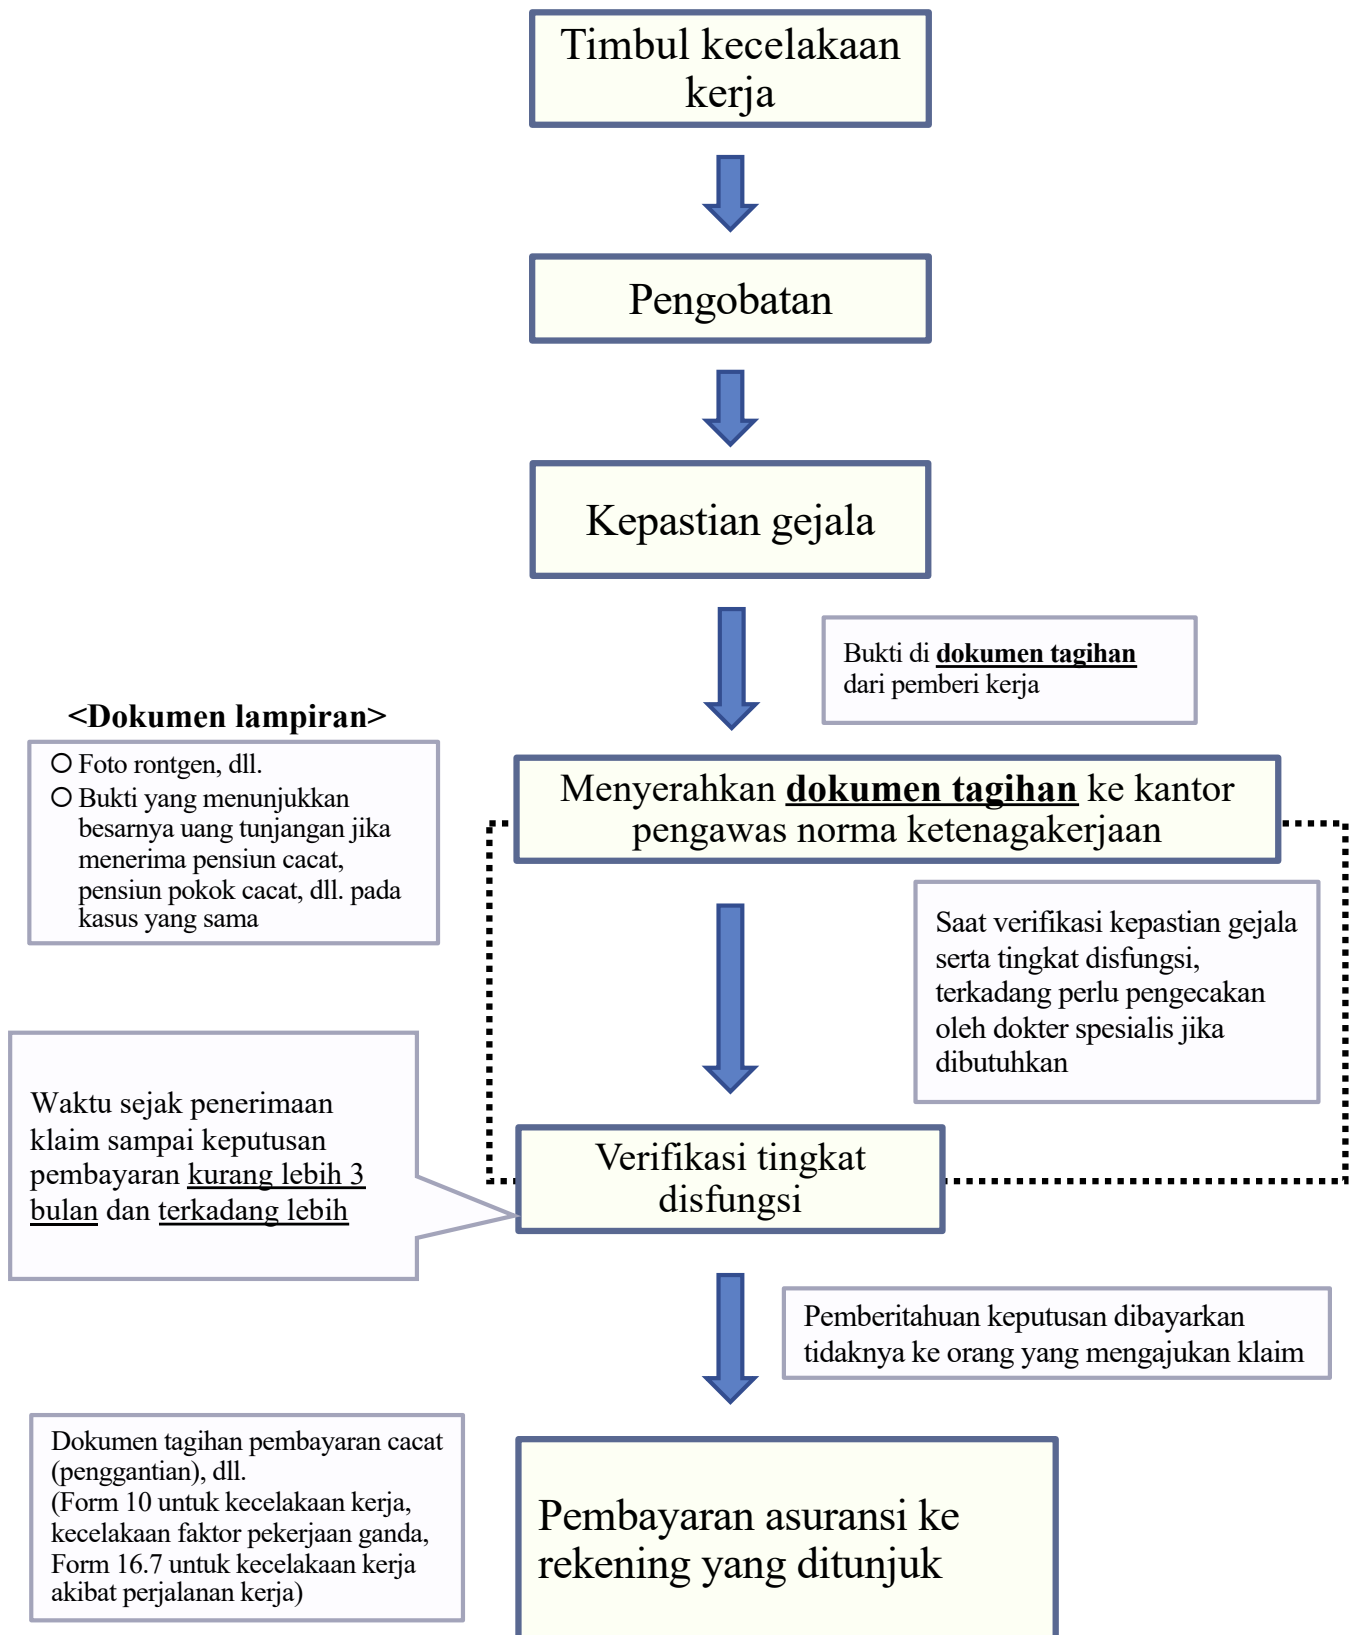 Timbul kecelakaan
kerja
Pengobatan
Kepastian gejala
Bukti di dokumen tagihan
dari pemberi kerja
<Dokumen lampiran>
○ Foto rontgen, dll.
○ Bukti yang menunjukkan
besarnya uang tunjangan jika
menerima pensiun cacat,
pensiun pokok cacat, dll. pada
kasus yang sama
Menyerahkan dokumen tagihan ke kantor
pengawas norma ketenagakerjaan
Saat verifikasi kepastian gejala
serta tingkat disfungsi,
terkadang perlu pengecakan
oleh dokter spesialis jika
dibutuhkan
Waktu sejak penerimaan
klaim sampai keputusan
pembayaran kurang lebih 3
bulan dan terkadang lebih
Verifikasi tingkat
disfungsi
Pemberitahuan keputusan dibayarkan
tidaknya ke orang yang mengajukan klaim
Dokumen tagihan pembayaran cacat
(penggantian), dll.
(Form 10 untuk kecelakaan kerja,
kecelakaan faktor pekerjaan ganda,
Form 16.7 untuk kecelakaan kerja
akibat perjalanan kerja)
Pembayaran asuransi ke
rekening yang ditunjuk